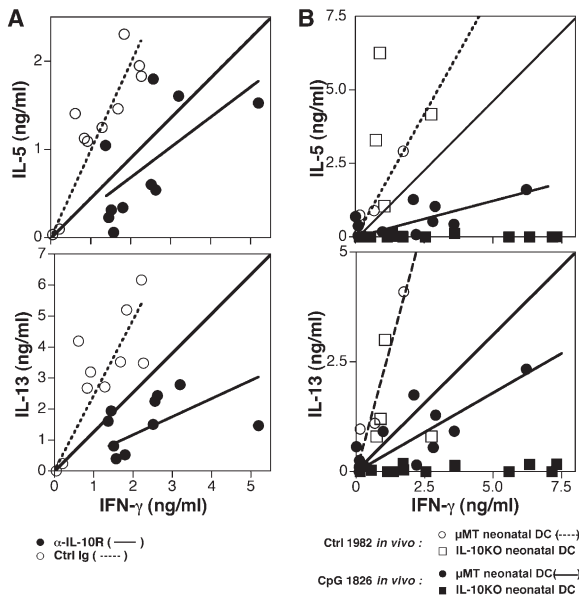 A
B
2
1
0
IL-5 (ng/ml)
7.5
5.0
2.5
0
IL-5 (ng/ml)
7
6
5
4
3
2
1
0
IL-13 (ng/ml)
0 1 2 3 4 5
IFN-γ (ng/ml)
5
2.5
0
IL-13 (ng/ml)
0 2.5 5.0 7.5
IFN-γ (ng/ml)
α-IL-10R ( — )
Ctrl Ig ( ----- )
Ctrl 1982 in vivo : µMT neonatal DC (----)
IL-10KO neonatal DC
CpG 1826 in vivo : µMT neonatal DC(—)
IL-10KO neonatal DC